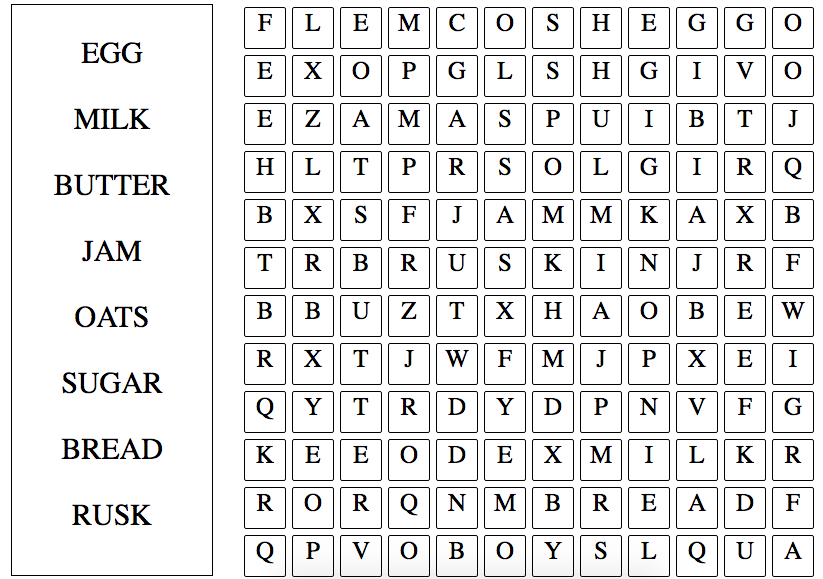 EGG
MILK
BUTTER
JAM
OATS
SUGAR
BREAD
RUSK
F L E M C O S H E G G O
E X O P G L S H G I V O
E Z A M A S P U I B T J
H L T P R S O L G I R Q
B X S F J A M M K A X B
T R B R U S K I N J R F
B B U Z T X H A O B E W
R X T J W F M J P X E I
Q Y T R D Y D P N V F G
K E E O D E X M I L K R
R O R Q N M B R E A D F
Q P V O B O Y S L Q U A